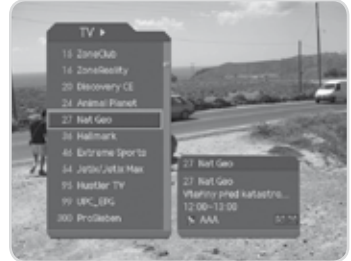 TV ▸
15 ZoneClub
16 ZoneReality
20 Discovery CE
24 Animal Planet
27 Nat Geo
36 Hallmark
46 Extreme Sports
54 Jetix/Jetix Max
95 Hustler TV
99 UPC_EPG
300 ProSieben
27 Nat Geo
27 Nat Geo
Vteřiny před katastro...
12:00-13:00
AAA